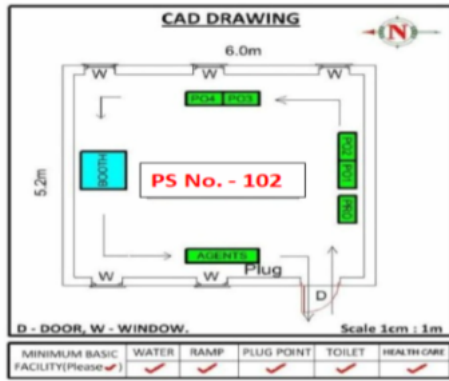 CAD DRAWING
N
6.0m
W W W
PO4 PO3
5.2m
BOOTH
PS No. - 102
PO2 PO1
PRO
AGENTS
Plug
W W
D
D - DOOR, W - WINDOW.
Scale 1cm : 1m
MINIMUM BASIC FACILITY(Please ✓)
WATER
RAMP
PLUG POINT
TOILET
HEALTH CARE
✓ ✓ ✓ ✓ ✓